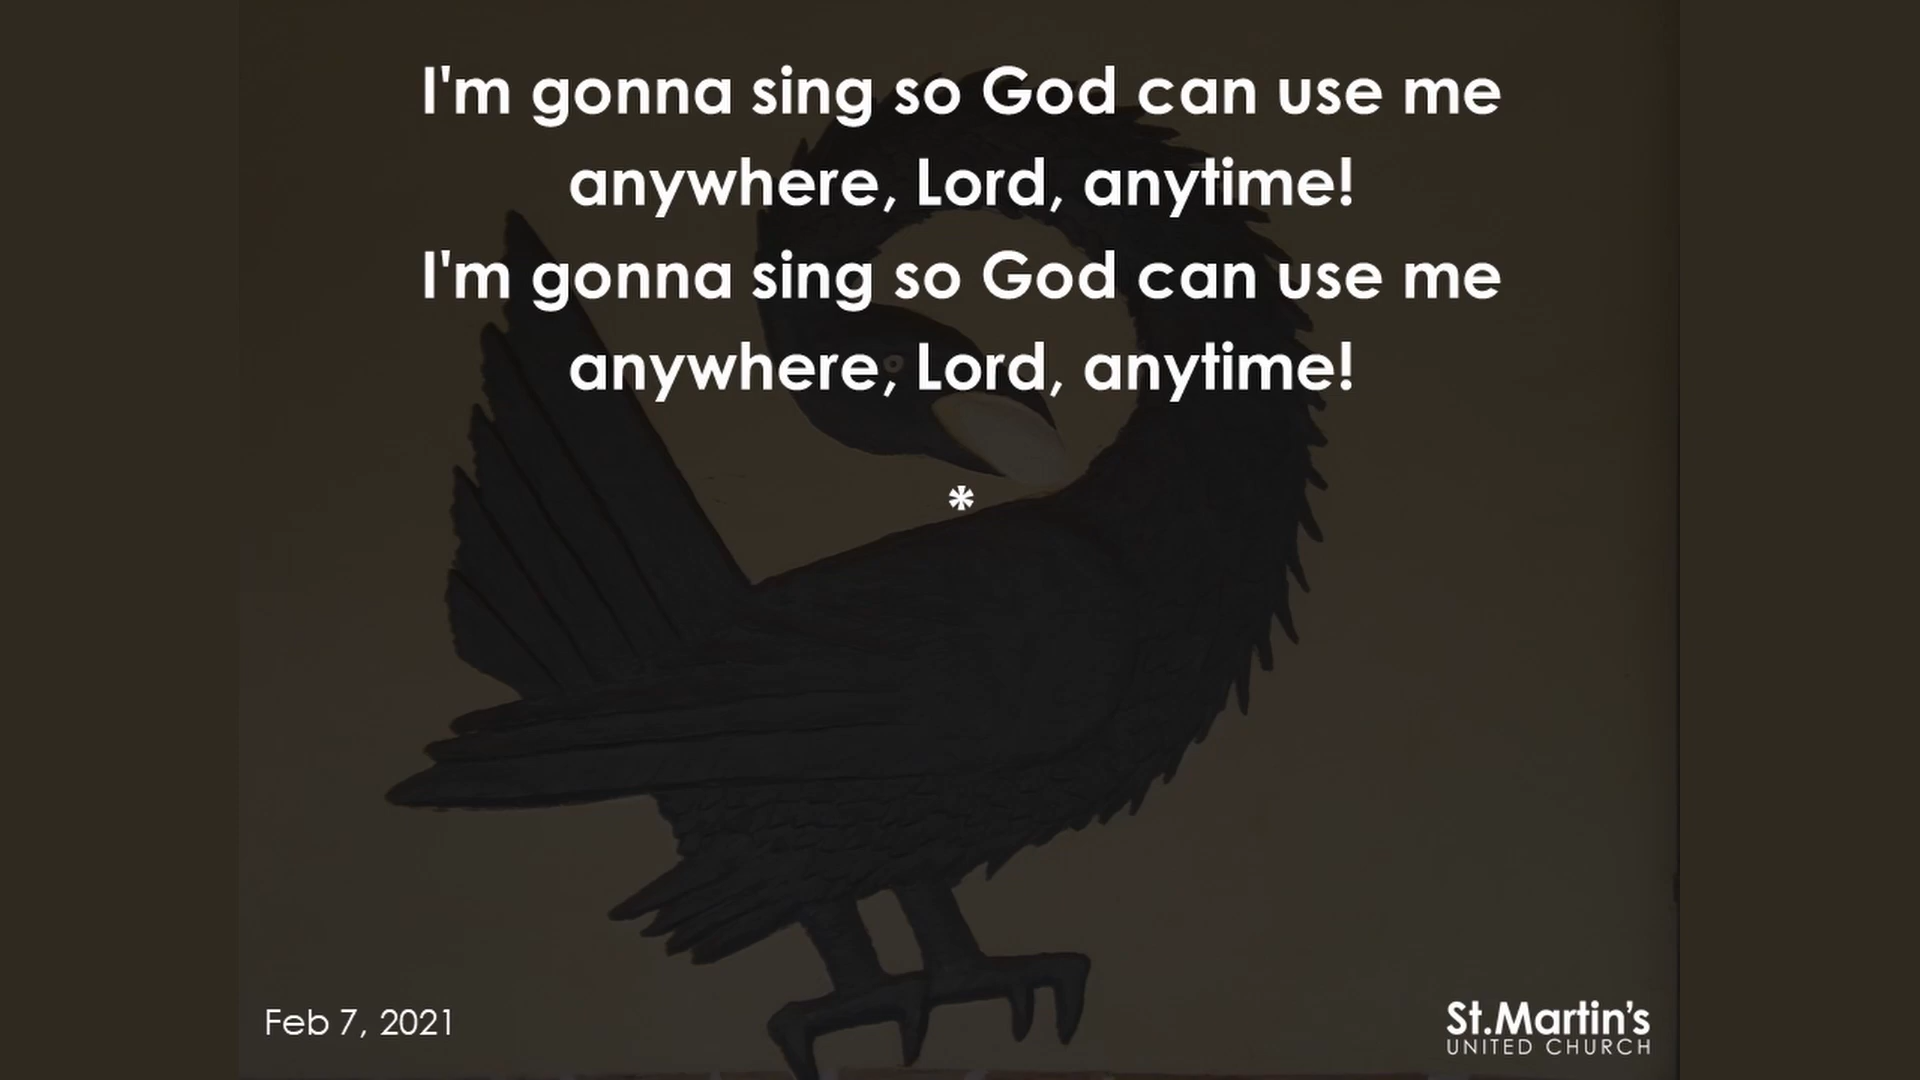 I'm gonna sing so God can use me
anywhere, Lord, anytime!
I'm gonna sing so God can use me
anywhere, Lord, anytime!
*
Feb 7, 2021
St.Martin’s
UNITED CHURCH